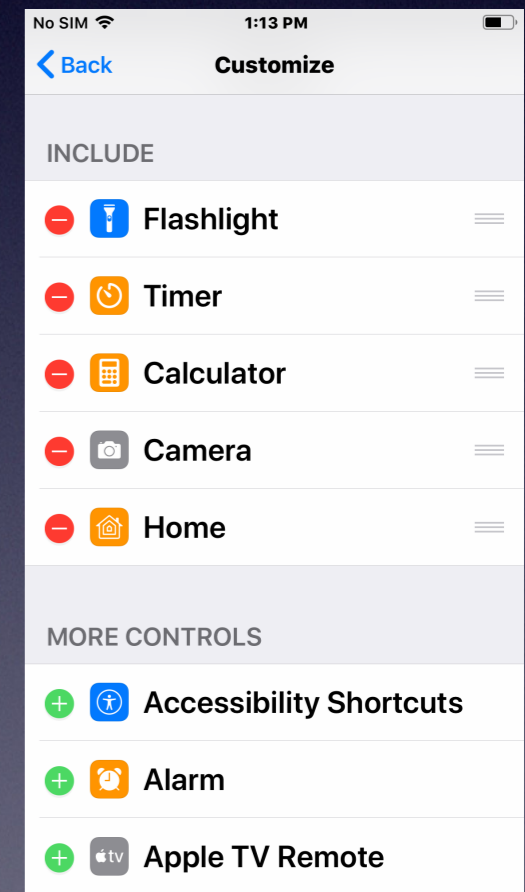 No SIM 1:13 PM
Back Customize
INCLUDE
Flashlight
Timer
Calculator
Camera
Home
MORE CONTROLS
Accessibility Shortcuts
Alarm
tv Apple TV Remote